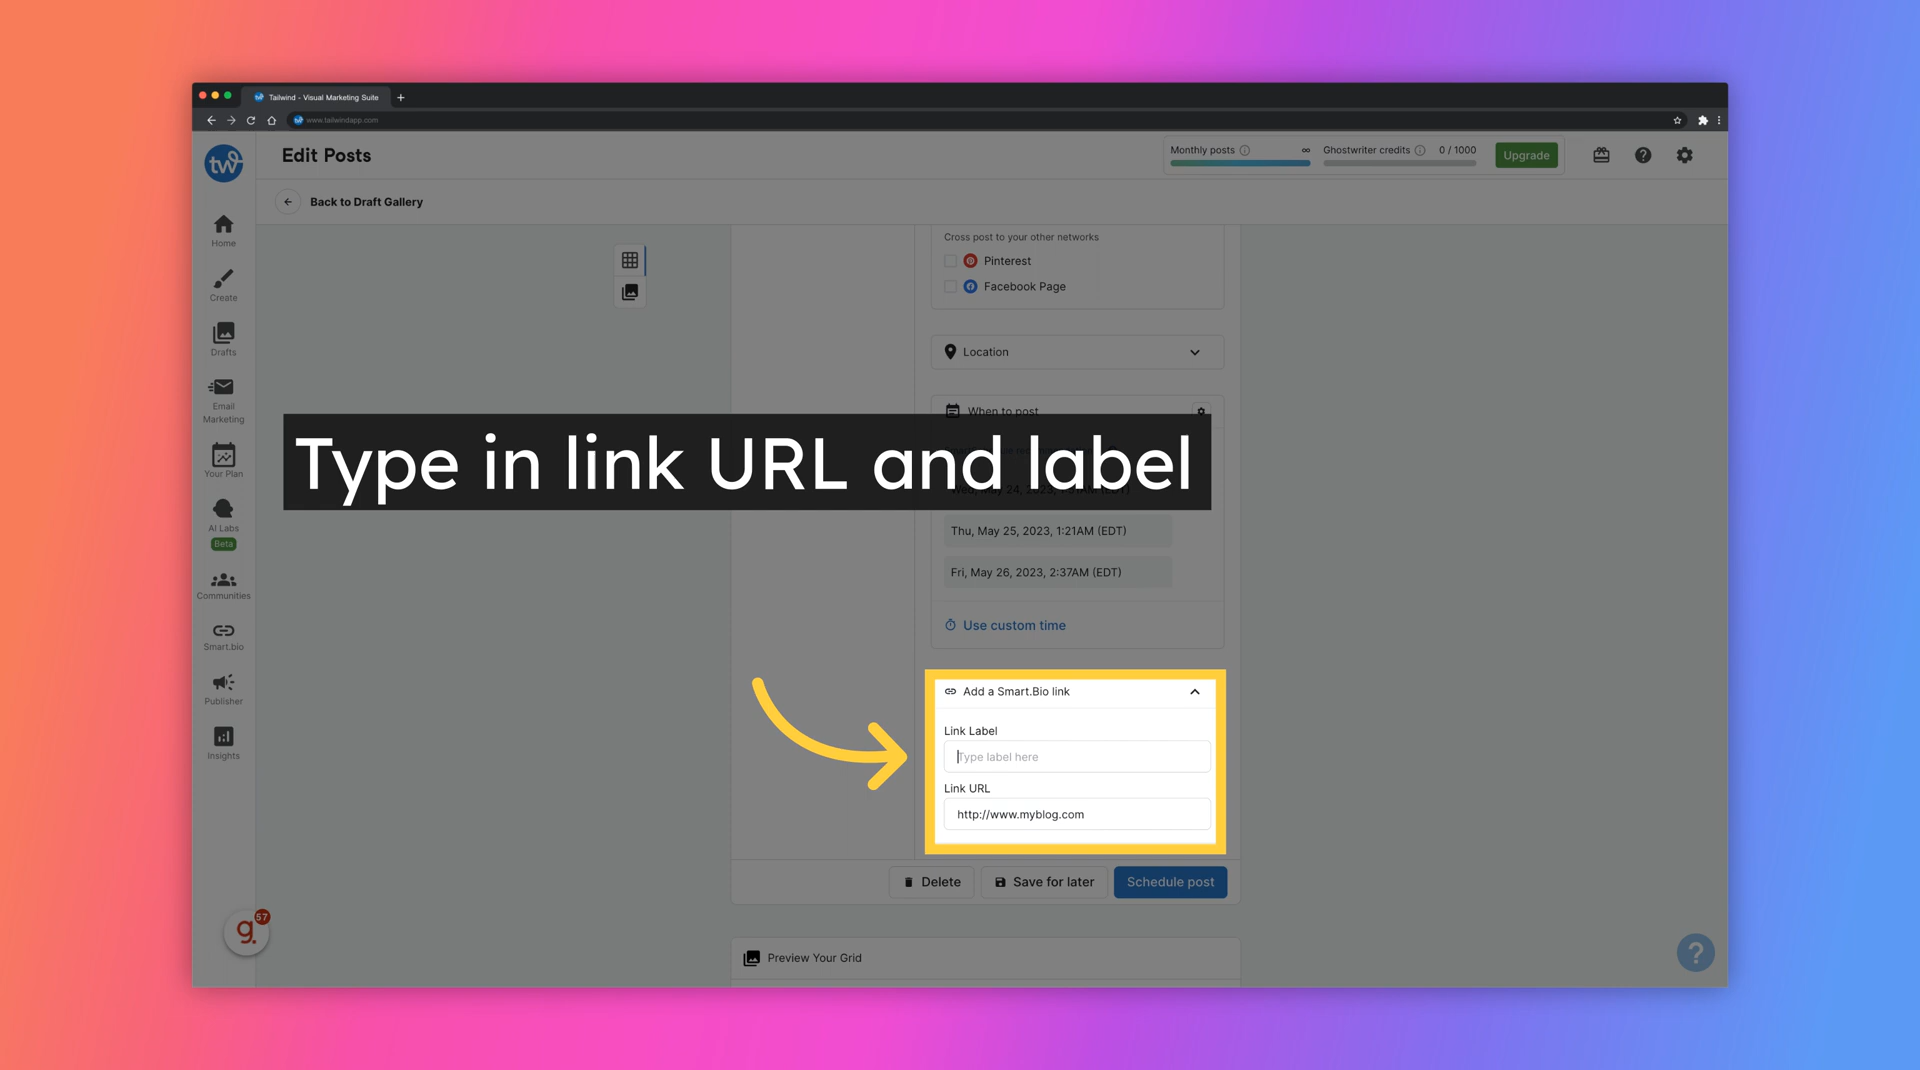 Tailwind - Visual Marketing Suite
www.tailwindapp.com
tw
Edit Posts
Monthly posts ∞
Ghostwriter credits 0 / 1000
Upgrade
Back to Draft Gallery
Home
Create
Drafts
Email
Marketing
Your Plan
AI Labs
Beta
Communities
Smart.bio
Publisher
Insights
Cross post to your other networks
Pinterest
Facebook Page
Location
When to post
Type in link URL and label
Thu, May 25, 2023, 1:21AM (EDT)
Fri, May 26, 2023, 2:37AM (EDT)
Use custom time
Add a Smart.Bio link
Link Label
Type label here
Link URL
http://www.myblog.com
Delete
Save for later
Schedule post
Preview Your Grid
g.
57
?